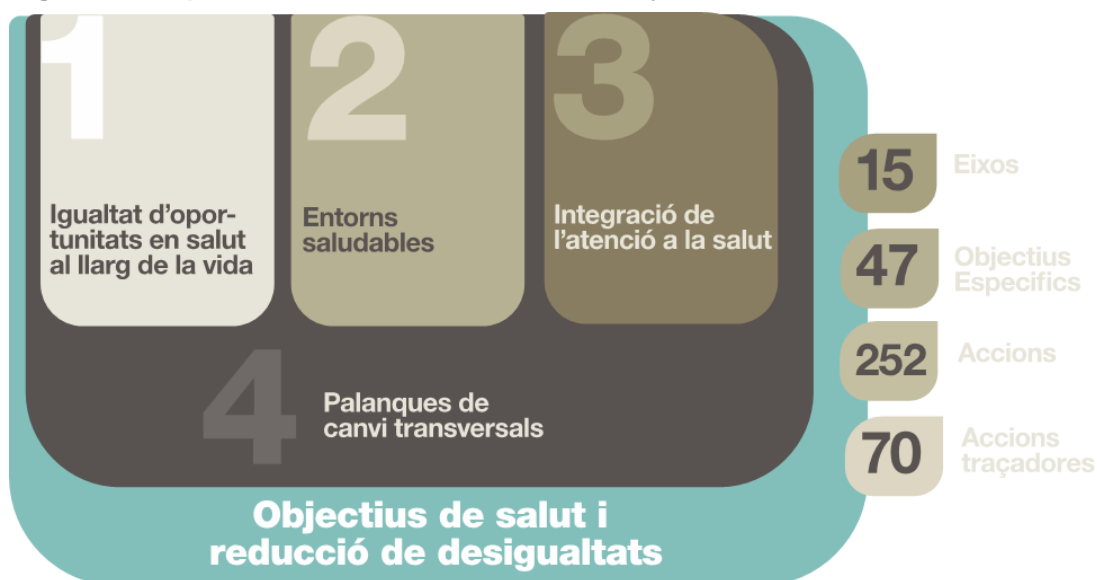 1
Igualtat d’opor-
tunitats en salut
al llarg de la vida
2
Entorns
saludables
3
Integració de
l’atenció a la salut
4
Palanques de
canvi transversals
Objectius de salut i
reducció de desigualtats
15
Eixos
47
Objectius
Especifics
252
Accions
70
Accions
traçadores